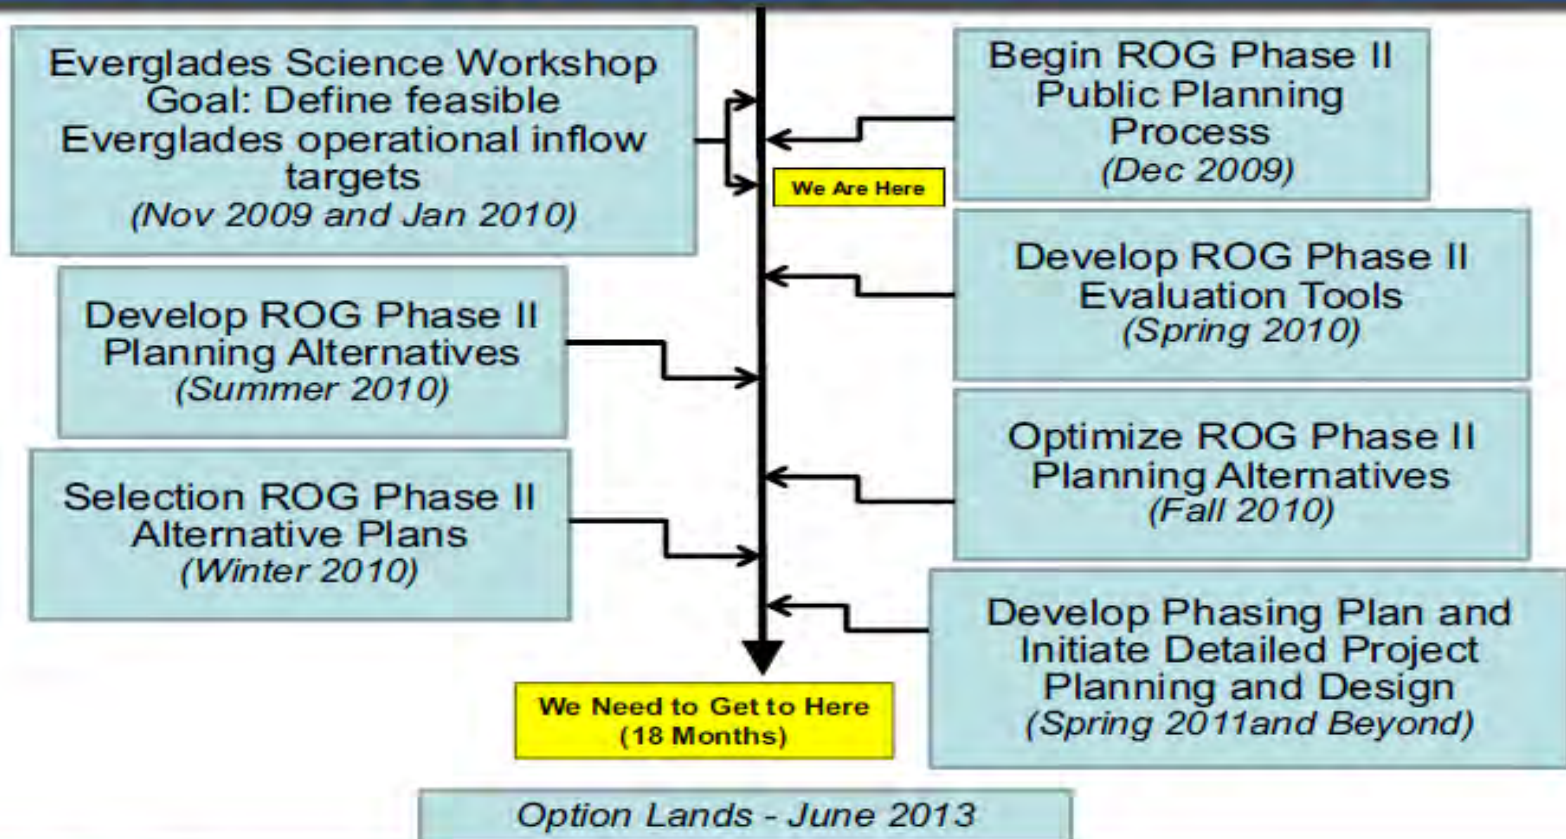 Everglades Science Workshop
Goal: Define feasible
Everglades operational inflow
targets
(Nov 2009 and Jan 2010)
Begin ROG Phase II
Public Planning
Process
(Dec 2009)
We Are Here
Develop ROG Phase II
Evaluation Tools
(Spring 2010)
Develop ROG Phase II
Planning Alternatives
(Summer 2010)
Optimize ROG Phase II
Planning Alternatives
(Fall 2010)
Selection ROG Phase II
Alternative Plans
(Winter 2010)
Develop Phasing Plan and
Initiate Detailed Project
Planning and Design
(Spring 2011and Beyond)
We Need to Get to Here
(18 Months)
Option Lands - June 2013